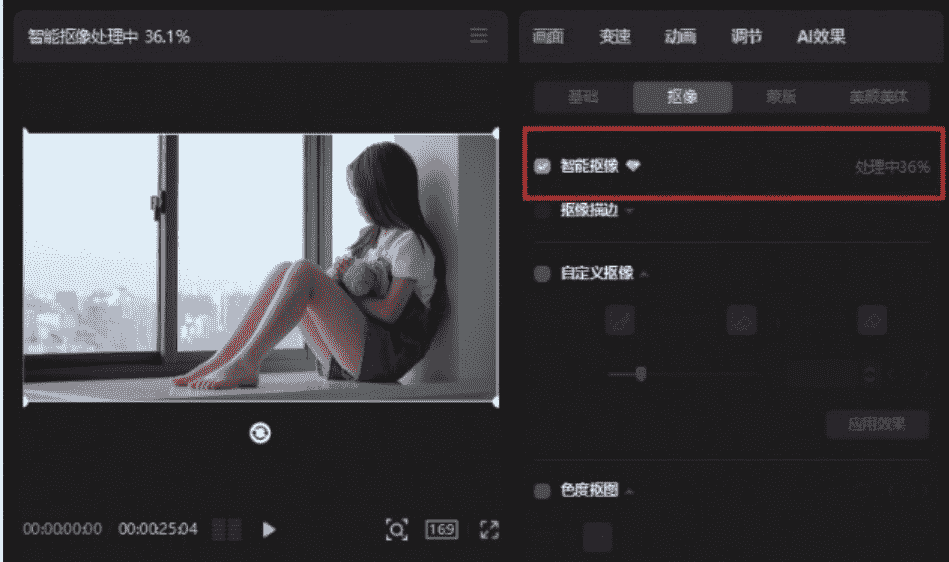 智能抠像处理中 36.1%
画面 变速 动画 调节 AI效果
基础 抠像 蒙版 美颜美体
智能抠像 处理中36%
抠像描边
自定义抠像
应用效果
色度抠图
00:00:00:00 00:00:25:04 16:9